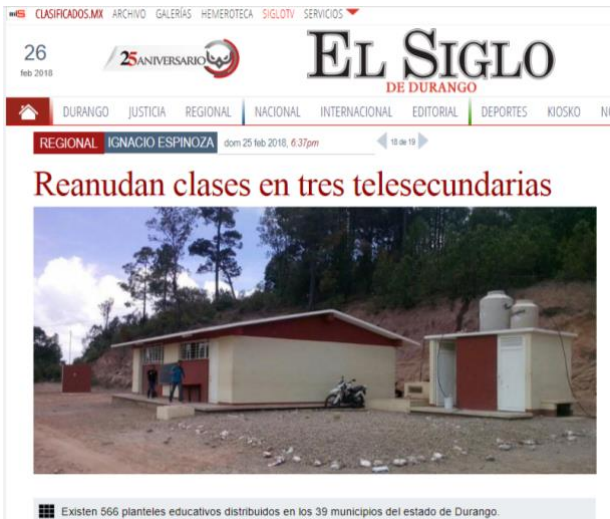 CLASIFICADOS.MX ARCHIVO GALERÍAS HEMEROTECA SIGLOTV SERVICIOS
26
feb 2018
25ANIVERSARIO
EL SIGLO
DE DURANGO
DURANGO JUSTICIA REGIONAL NACIONAL INTERNACIONAL EDITORIAL DEPORTES KIOSKO
REGIONAL IGNACIO ESPINOZA dom 25 feb 2018, 6:37pm 18 de 19
Reanudan clases en tres telesecundarias
Existen 566 planteles educativos distribuidos en los 39 municipios del estado de Durango.